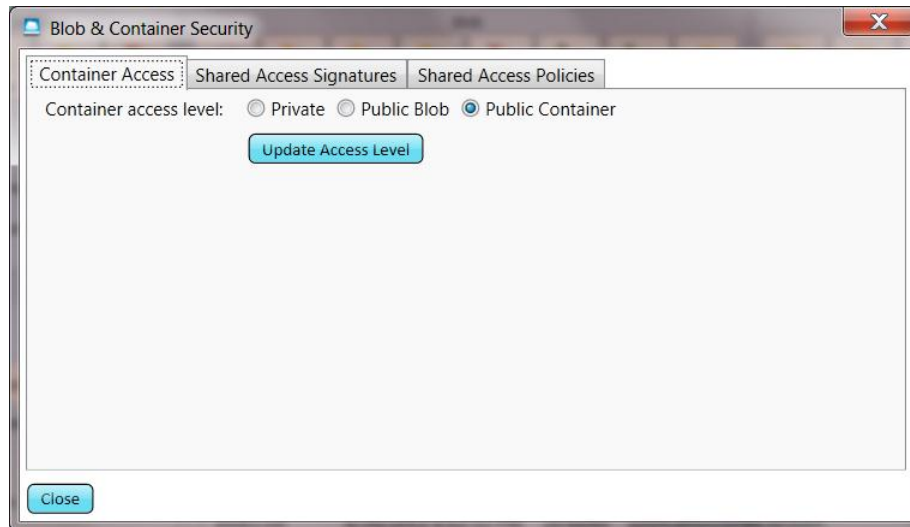 Blob & Container Security
Container Access Shared Access Signatures Shared Access Policies
Container access level: Private Public Blob Public Container
Update Access Level
Close